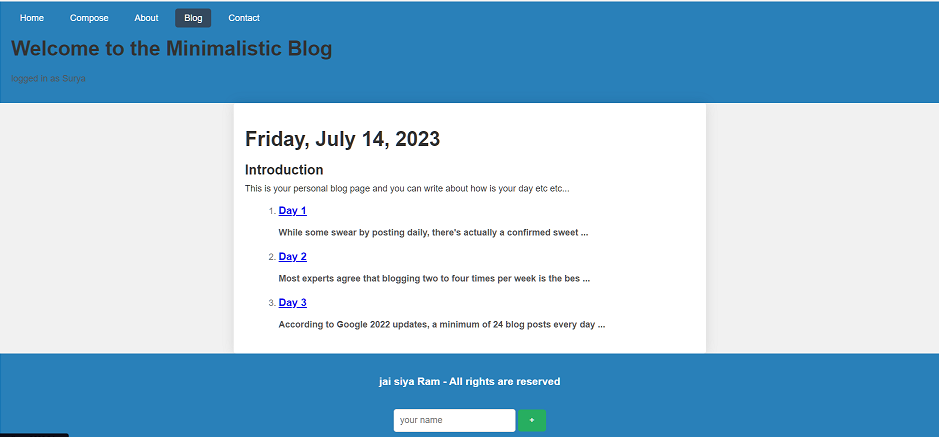 Home Compose About Blog Contact
Welcome to the Minimalistic Blog
logged in as Surya
Friday, July 14, 2023
Introduction
This is your personal blog page and you can write about how is your day etc etc...
1. Day 1
While some swear by posting daily, there's actually a confirmed sweet ...
2. Day 2
Most experts agree that blogging two to four times per week is the bes ...
3. Day 3
According to Google 2022 updates, a minimum of 24 blog posts every day ...
jai siya Ram - All rights are reserved
your name +